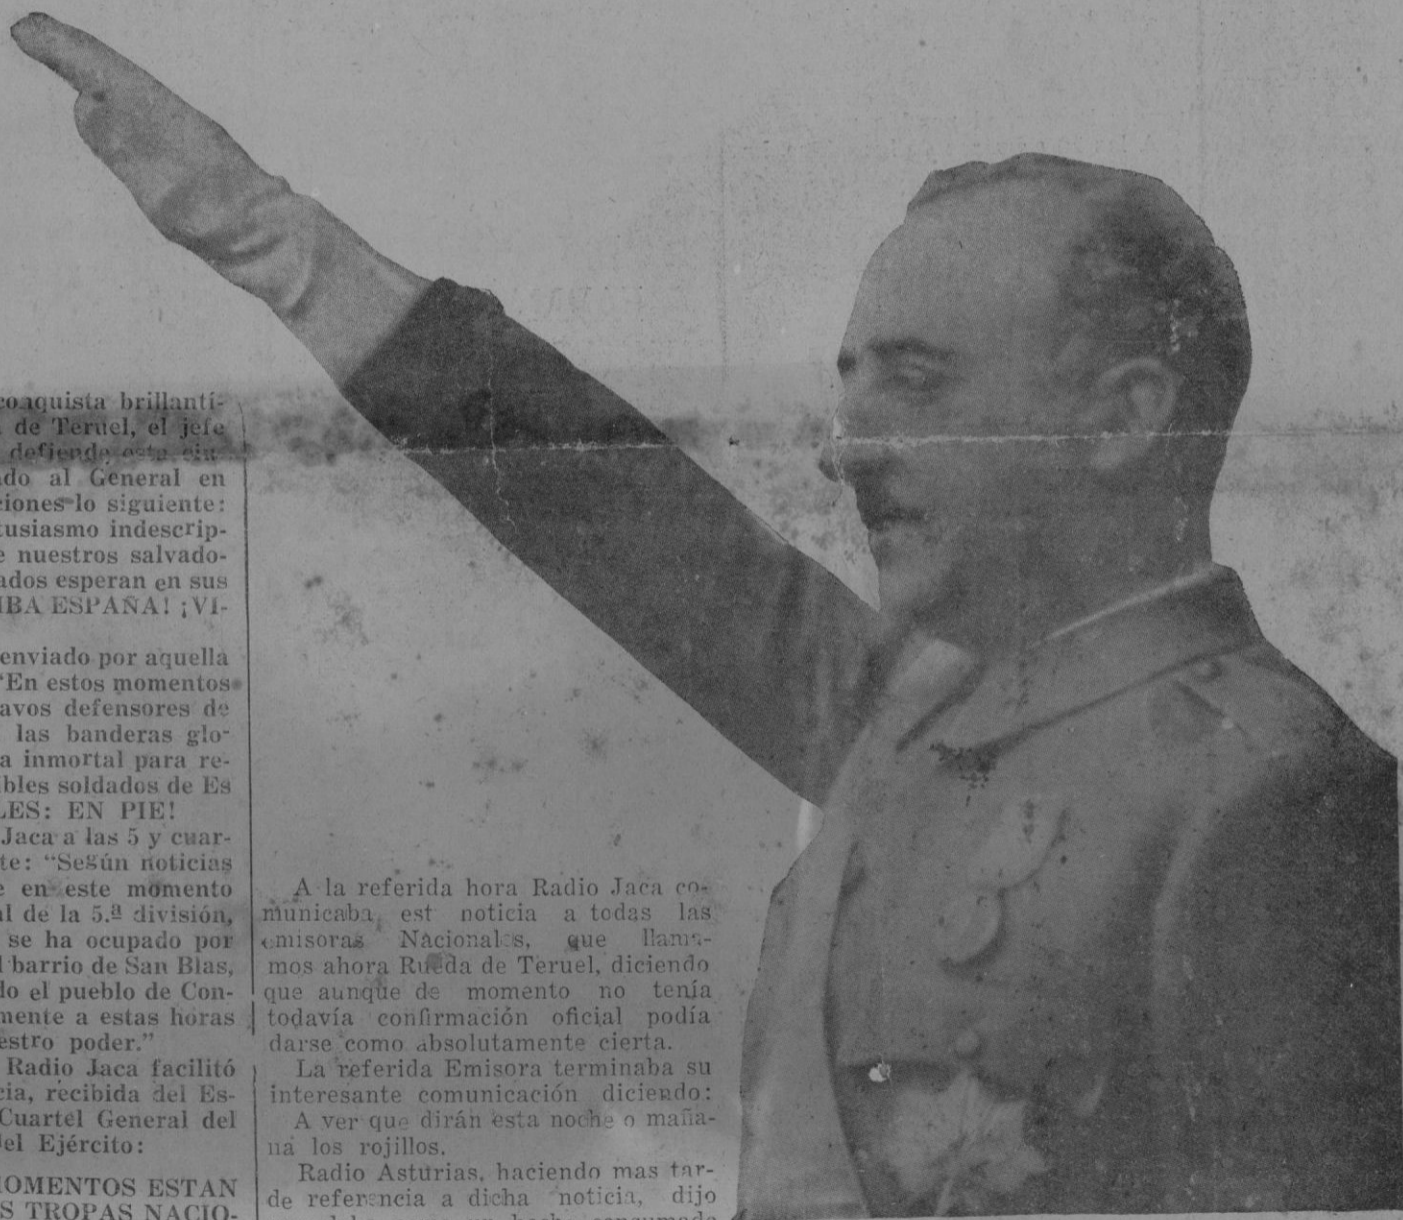 coaquista brillantí-
de Teruel, el jefe
defiende esta ciu-
do al General en
ciones lo siguiente:
tusiasmo indescrip-
e nuestros salvado-
ados esperan en sus
IBA ESPAÑA! ¡VI-
enviado por aquella
"En estos momentos
avos defensores de
las banderas glo-
a inmortal para re-
ibles soldados de Es
LES: EN PIE!
Jaca a las 5 y cuar-
te: "Según noticias
e en este momento
al de la 5.ª división,
se ha ocupado por
l barrio de San Blas,
do el pueblo de Con-
mente a estas horas
estro poder."
Radio Jaca facilitó
cia, recibida del Es-
Cuartel General del
del Ejército:
OMENTOS ESTAN
S TROPAS NACIO-
A la referida hora Radio Jaca co-
municaba est noticia a todas las
emisoras Nacionales, que llama-
mos ahora Rueda de Teruel, diciendo
que aunque de momento no tenía
todavía confirmación oficial podía
darse como absolutamente cierta.
La referida Emisora terminaba su
interesante comunicación diciendo:
A ver que dirán esta noche o maña-
na los rojillos.
Radio Asturias, haciendo mas tar-
de referencia a dicha noticia, dijo
hecho consumado